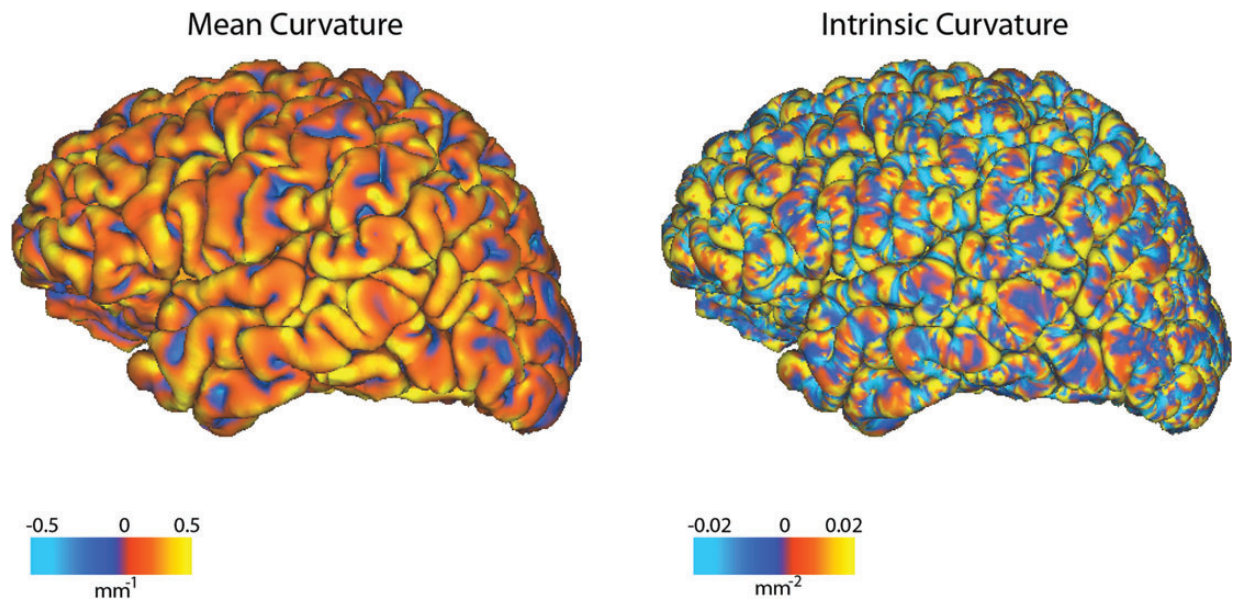 Mean Curvature
Intrinsic Curvature
-0.5 0 0.5
mm-1
-0.02 0 0.02
mm-2